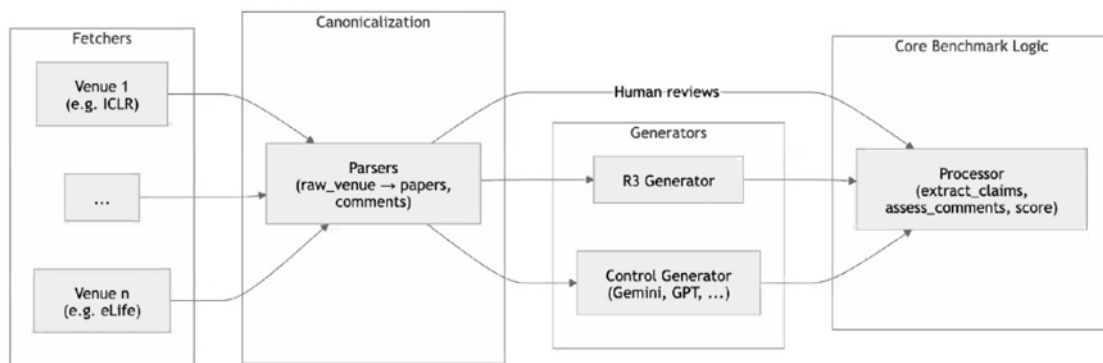 Fetchers
Venue 1
(e.g. ICLR)
...
Venue n
(e.g. eLife)
Canonicalization
Parsers
(raw_venue → papers,
comments)
Human reviews
Generators
R3 Generator
Control Generator
(Gemini, GPT, ...)
Core Benchmark Logic
Processor
(extract_claims,
assess_comments, score)